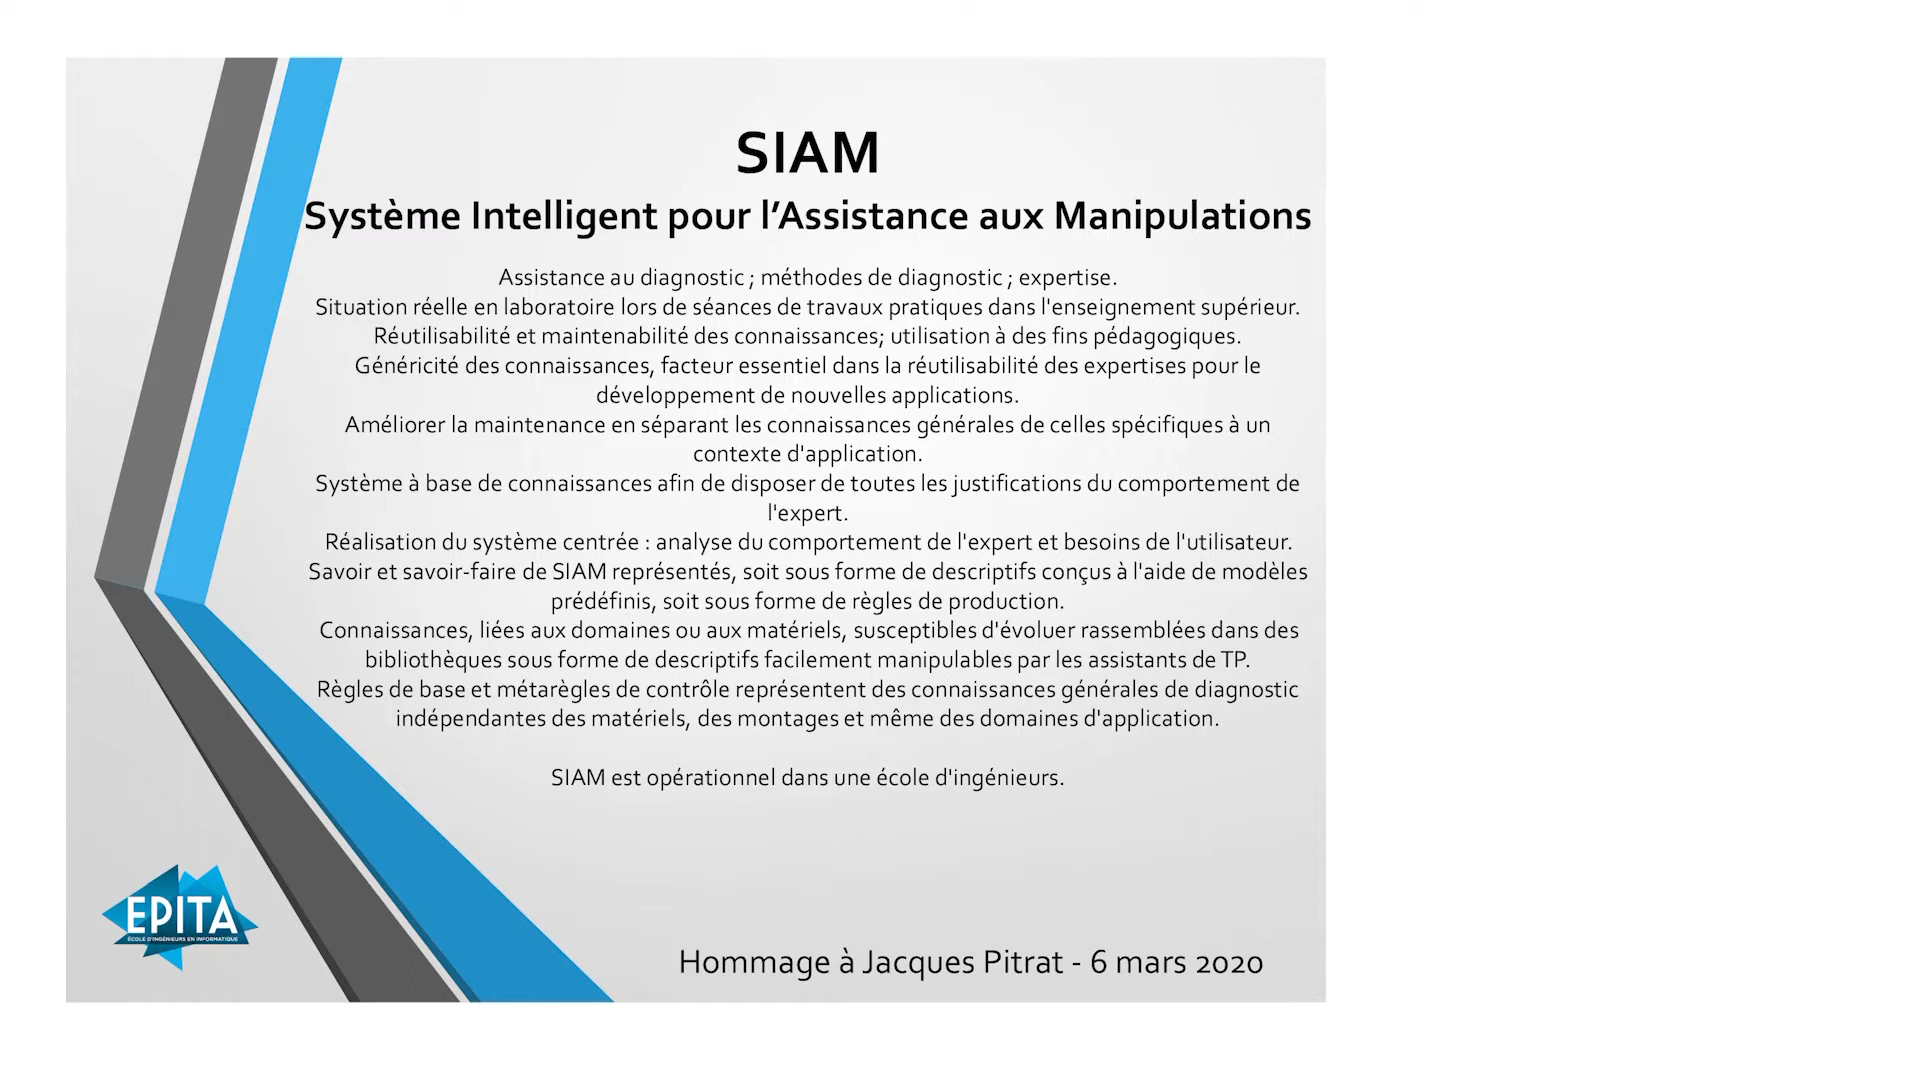 SIAM
Système Intelligent pour l’Assistance aux Manipulations
Assistance au diagnostic ; méthodes de diagnostic ; expertise.
Situation réelle en laboratoire lors de séances de travaux pratiques dans l'enseignement supérieur.
Réutilisabilité et maintenabilité des connaissances; utilisation à des fins pédagogiques.
Généricité des connaissances, facteur essentiel dans la réutilisabilité des expertises pour le
développement de nouvelles applications.
Améliorer la maintenance en séparant les connaissances générales de celles spécifiques à un
contexte d'application.
Système à base de connaissances afin de disposer de toutes les justifications du comportement de
l'expert.
Réalisation du système centrée : analyse du comportement de l'expert et besoins de l'utilisateur.
Savoir et savoir-faire de SIAM représentés, soit sous forme de descriptifs conçus à l'aide de modèles
prédéfinis, soit sous forme de règles de production.
Connaissances, liées aux domaines ou aux matériels, susceptibles d'évoluer rassemblées dans des
bibliothèques sous forme de descriptifs facilement manipulables par les assistants de TP.
Règles de base et métarègles de contrôle représentent des connaissances générales de diagnostic
indépendantes des matériels, des montages et même des domaines d'application.
SIAM est opérationnel dans une école d'ingénieurs.
EPITA
ÉCOLE D'INGÉNIEURS EN INFORMATIQUE
Hommage à Jacques Pitrat - 6 mars 2020